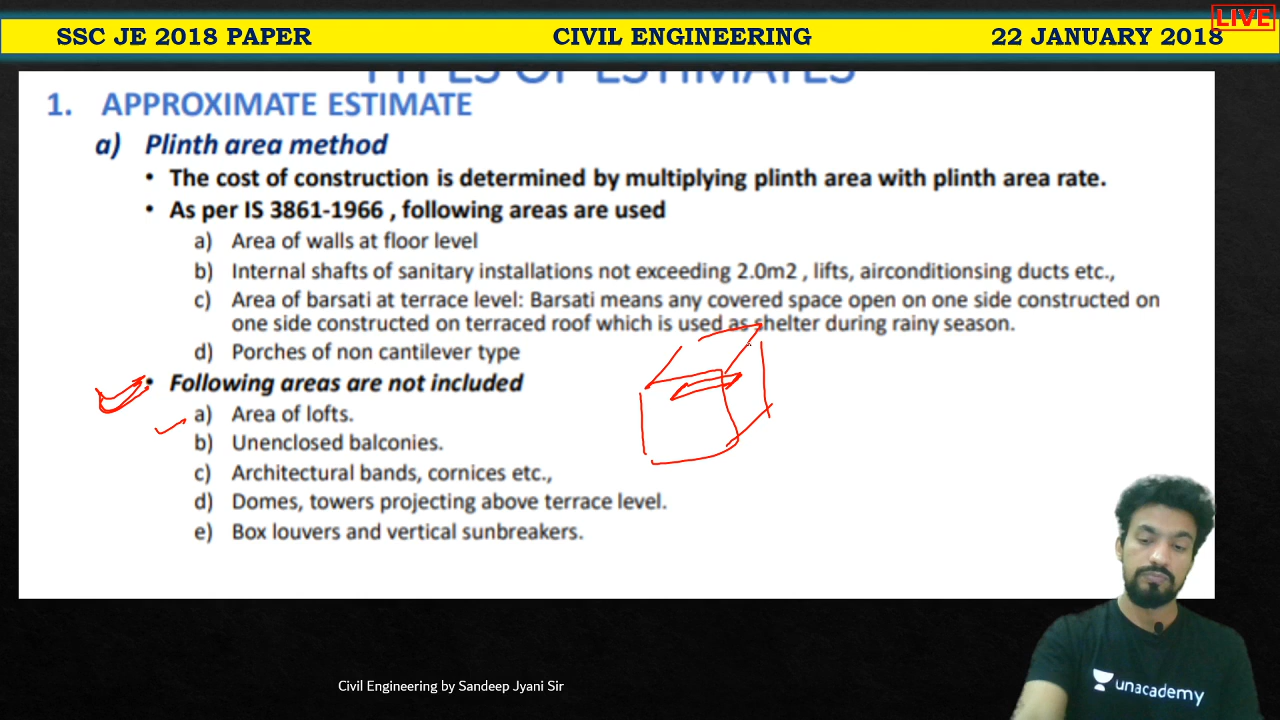 LIVE
SSC JE 2018 PAPER CIVIL ENGINEERING 22 JANUARY 2018
TYPES OF ESTIMATES
1. APPROXIMATE ESTIMATE
a) Plinth area method
• The cost of construction is determined by multiplying plinth area with plinth area rate.
• As per IS 3861-1966 , following areas are used
a) Area of walls at floor level
b) Internal shafts of sanitary installations not exceeding 2.0m2 , lifts, airconditionsing ducts etc.,
c) Area of barsati at terrace level: Barsati means any covered space open on one side constructed on
one side constructed on terraced roof which is used as shelter during rainy season.
d) Porches of non cantilever type
• Following areas are not included
a) Area of lofts.
b) Unenclosed balconies.
c) Architectural bands, cornices etc.,
d) Domes, towers projecting above terrace level.
e) Box louvers and vertical sunbreakers.
unacademy
Civil Engineering by Sandeep Jyani Sir